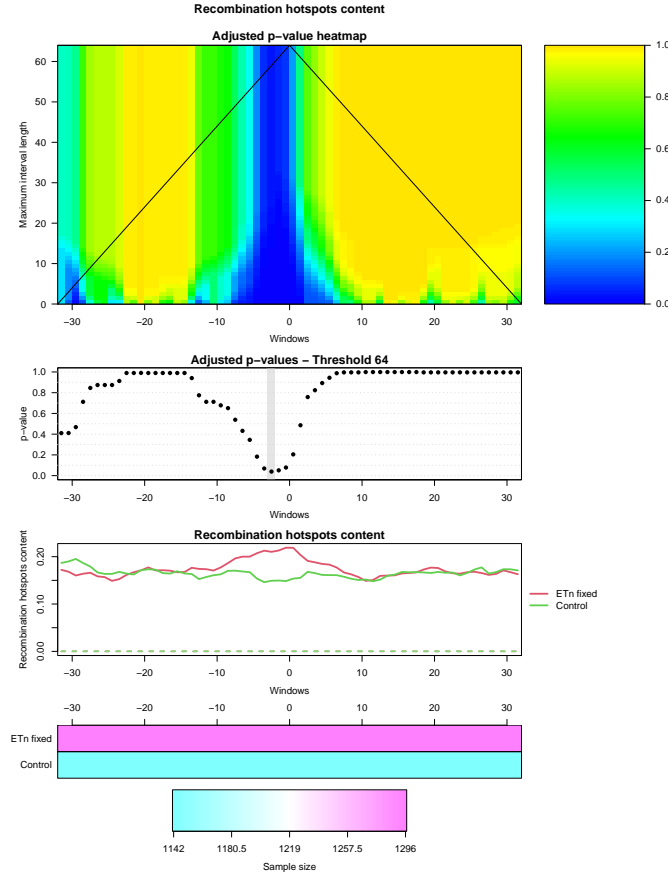 Recombination hotspots content
Adjusted p−value heatmap
Maximum interval length
60
50
40
30
20
10
0
−30 −20 −10 0 10 20 30
Windows
1.0
0.8
0.6
0.4
0.2
0.0
Adjusted p−values − Threshold 64
p−value
1.0
0.8
0.6
0.4
0.2
0.0
−30 −20 −10 0 10 20 30
Windows
Recombination hotspots content
Recombination hotspots content
0.20
0.10
0.00
−30 −20 −10 0 10 20 30
Windows
ETn fixed
Control
−30 −20 −10 0 10 20 30
ETn fixed
Control
1142 1180.5 1219 1257.5 1296
Sample size